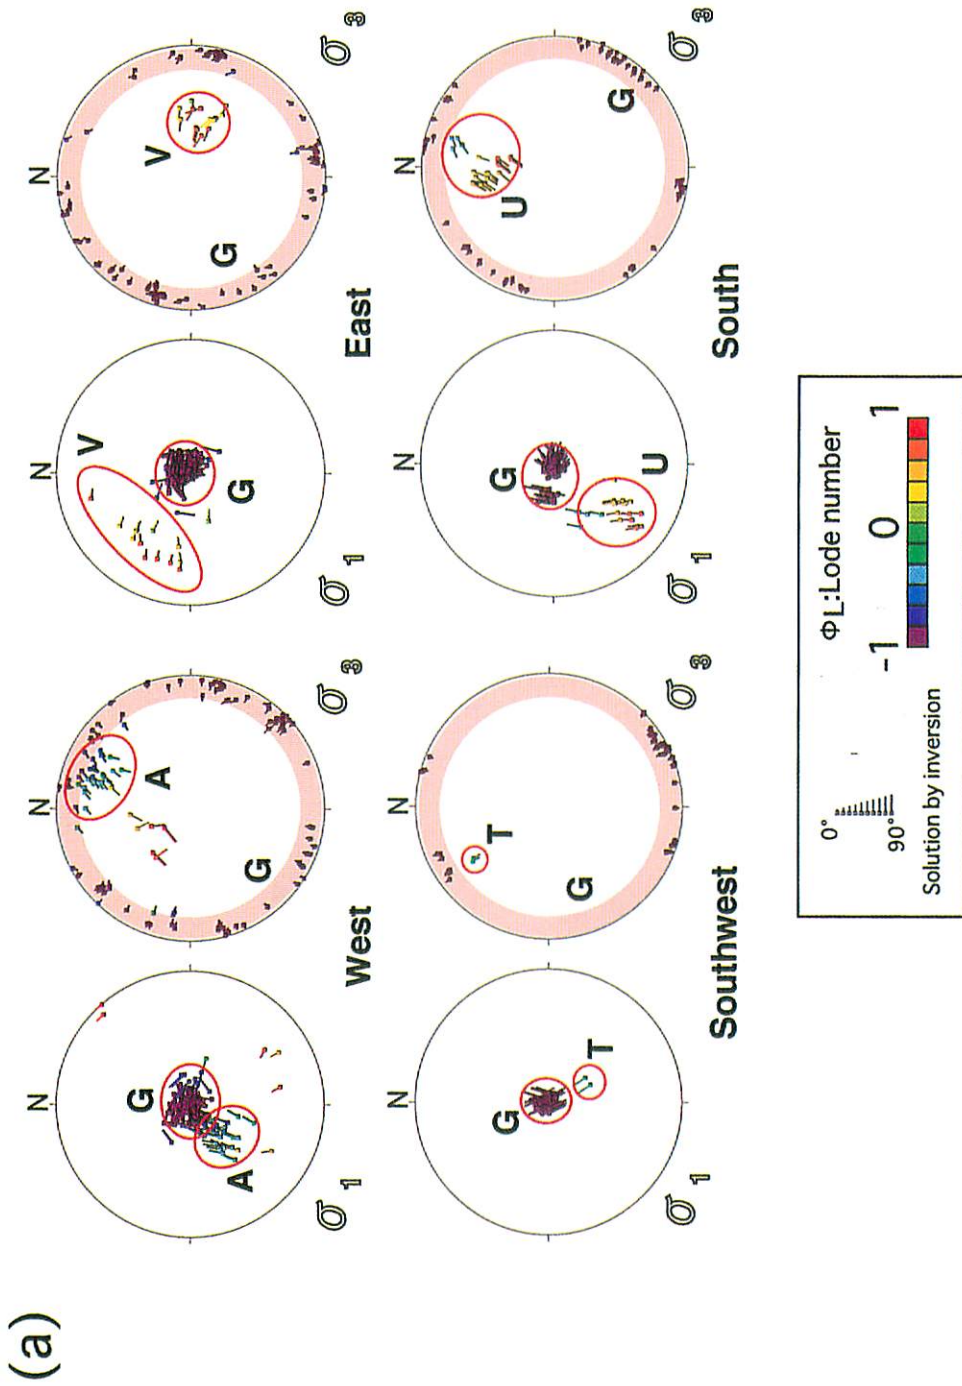 (a)
N
G
A
σ1
N
A
G
σ3
West
N
V
G
σ1
N
V
G
σ3
East
N
G
T
σ1
N
T
G
σ3
Southwest
N
G
U
σ1
N
U
G
σ3
South
0°
90°
Solution by inversion
ΦL:Lode number
-1 0 1